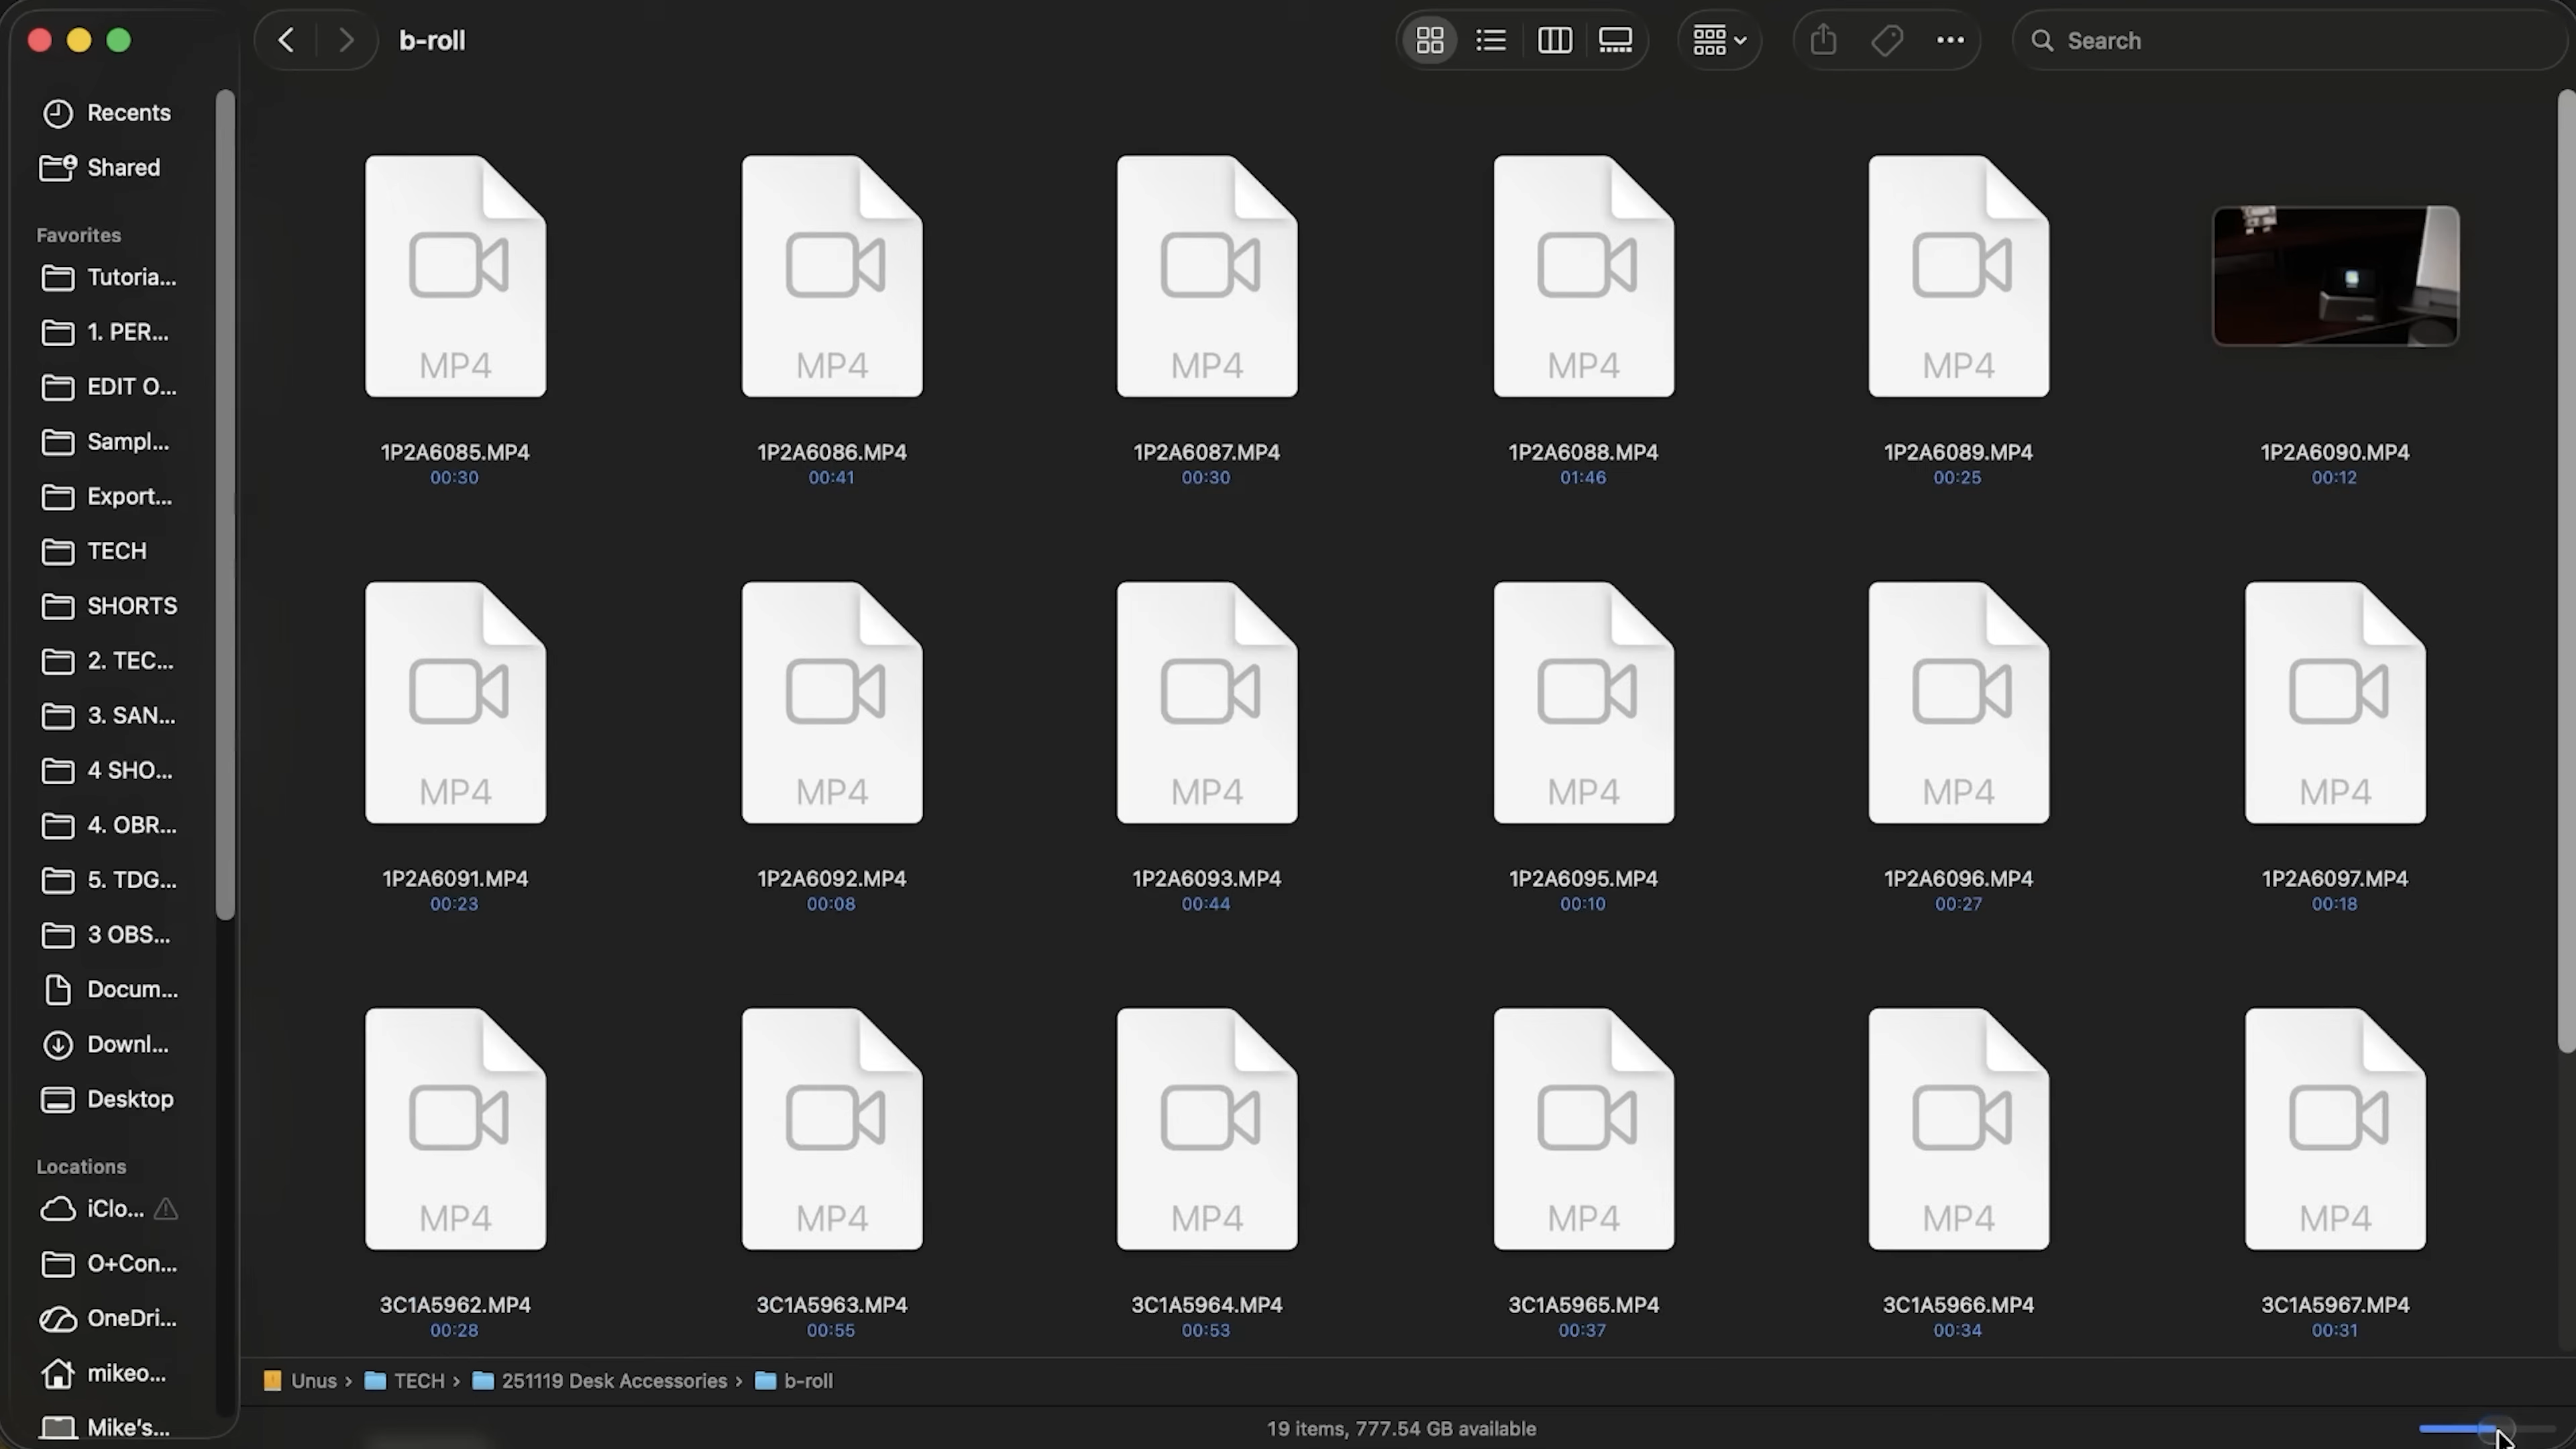 b-roll
Search
Recents
Shared
Favorites
Tutoria...
1. PER...
EDIT O...
Sampl...
Export...
TECH
SHORTS
2. TEC...
3. SAN...
4 SHO...
4. OBR...
5. TDG...
3 OBS...
Docum...
Downl...
Desktop
Locations
iClo...
O+Con...
OneDri...
mikeo...
Mike's...
MP4 MP4 MP4 MP4 MP4
1P2A6085.MP4 1P2A6086.MP4 1P2A6087.MP4 1P2A6088.MP4 1P2A6089.MP4 1P2A6090.MP4
00:30 00:41 00:30 01:46 00:25 00:12
MP4 MP4 MP4 MP4 MP4 MP4
1P2A6091.MP4 1P2A6092.MP4 1P2A6093.MP4 1P2A6095.MP4 1P2A6096.MP4 1P2A6097.MP4
00:23 00:08 00:44 00:10 00:27 00:18
MP4 MP4 MP4 MP4 MP4 MP4
3C1A5962.MP4 3C1A5963.MP4 3C1A5964.MP4 3C1A5965.MP4 3C1A5966.MP4 3C1A5967.MP4
00:28 00:55 00:53 00:37 00:34 00:31
Unus › TECH › 251119 Desk Accessories › b-roll
19 items, 777.54 GB available